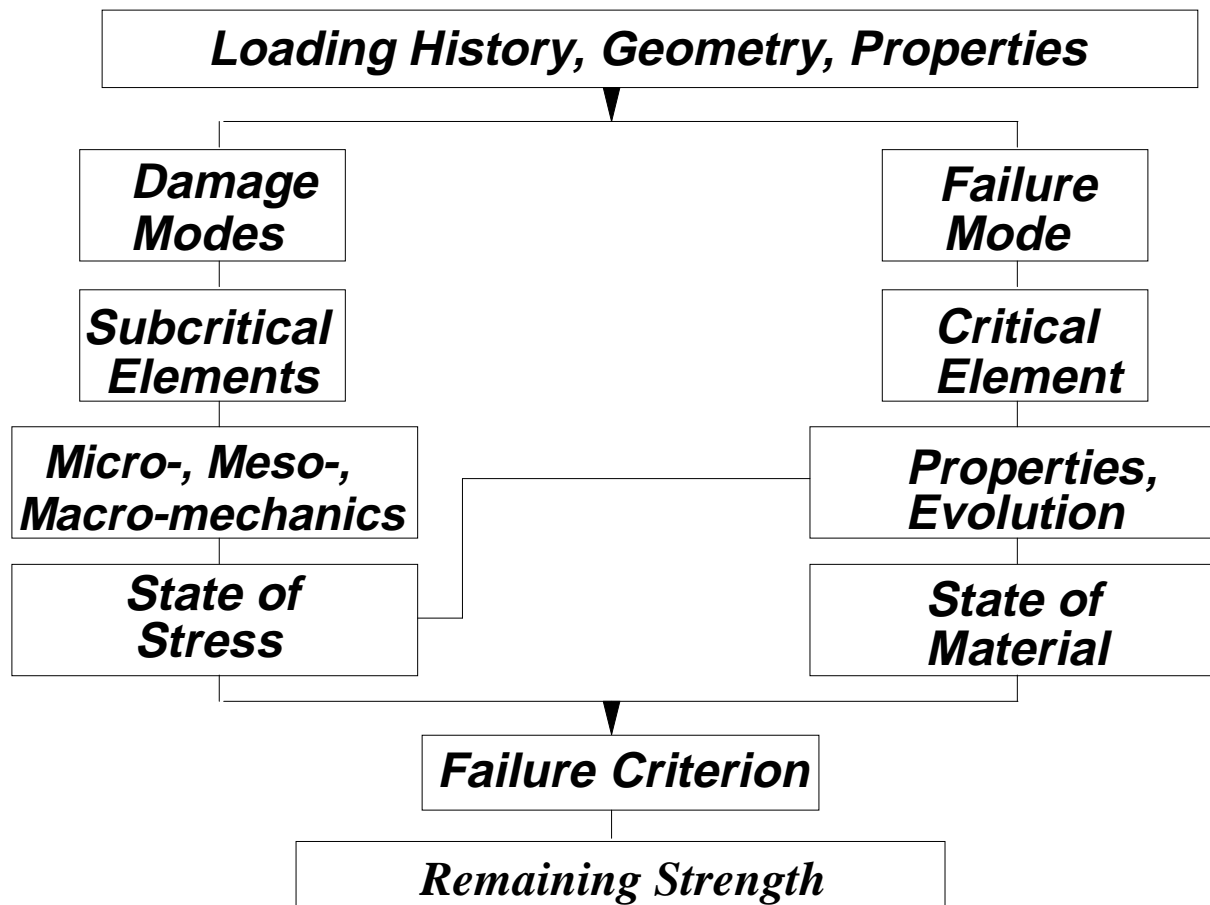 Loading History, Geometry, Properties
Damage
Modes
Failure
Mode
Subcritical
Elements
Critical
Element
Micro-, Meso-,
Macro-mechanics
Properties,
Evolution
State of
Stress
State of
Material
Failure Criterion
Remaining Strength